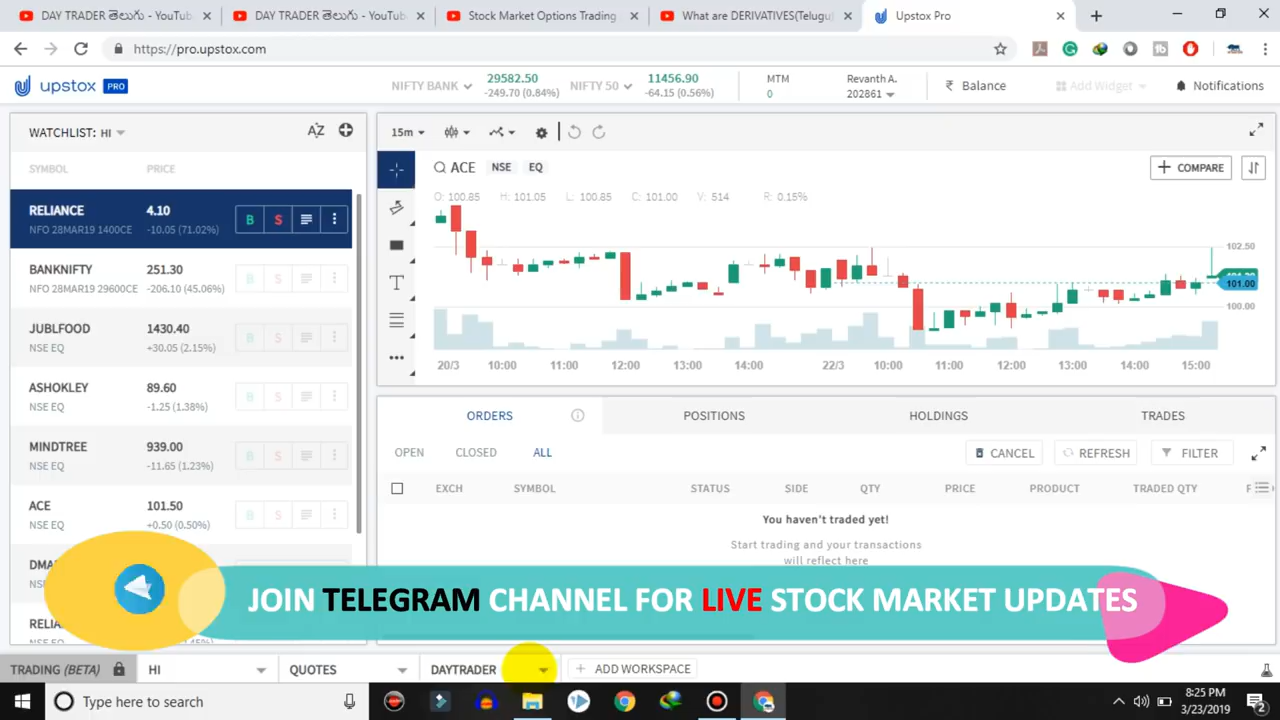 DAY TRADER తెలుగు - YouTub
DAY TRADER తెలుగు - YouTub
Stock Market Options Trading
What are DERIVATIVES(Telugu
Upstox Pro
https://pro.upstox.com
upstox PRO
NIFTY BANK
29582.50
-249.70 (0.84%)
NIFTY 50
11456.90
-64.15 (0.56%)
MTM
0
Revanth A.
202861
₹ Balance
Add Widget
Notifications
WATCHLIST: HI
SYMBOL PRICE
RELIANCE 4.10
NFO 28MAR19 1400CE -10.05 (71.02%)
B S
BANKNIFTY 251.30
NFO 28MAR19 29600CE -206.10 (45.06%)
B S
JUBLFOOD 1430.40
NSE EQ +30.05 (2.15%)
B S
ASHOKLEY 89.60
NSE EQ -1.25 (1.38%)
B S
MINDTREE 939.00
NSE EQ -11.65 (1.23%)
B S
ACE 101.50
NSE EQ +0.50 (0.50%)
B S
15m
ACE NSE EQ
COMPARE
O: 100.85 H: 101.05 L: 100.85 C: 101.00 V: 514 R: 0.15%
102.50
101.00
100.00
20/3 10:00 11:00 12:00 13:00 14:00 22/3 10:00 11:00 12:00 13:00 14:00 15:00
ORDERS POSITIONS HOLDINGS TRADES
OPEN CLOSED ALL
CANCEL REFRESH FILTER
EXCH SYMBOL STATUS SIDE QTY PRICE PRODUCT TRADED QTY
You haven't traded yet!
Start trading and your transactions
will reflect here
JOIN TELEGRAM CHANNEL FOR LIVE STOCK MARKET UPDATES
TRADING (BETA) HI QUOTES DAYTRADER + ADD WORKSPACE
Type here to search
8:25 PM
3/23/2019
2